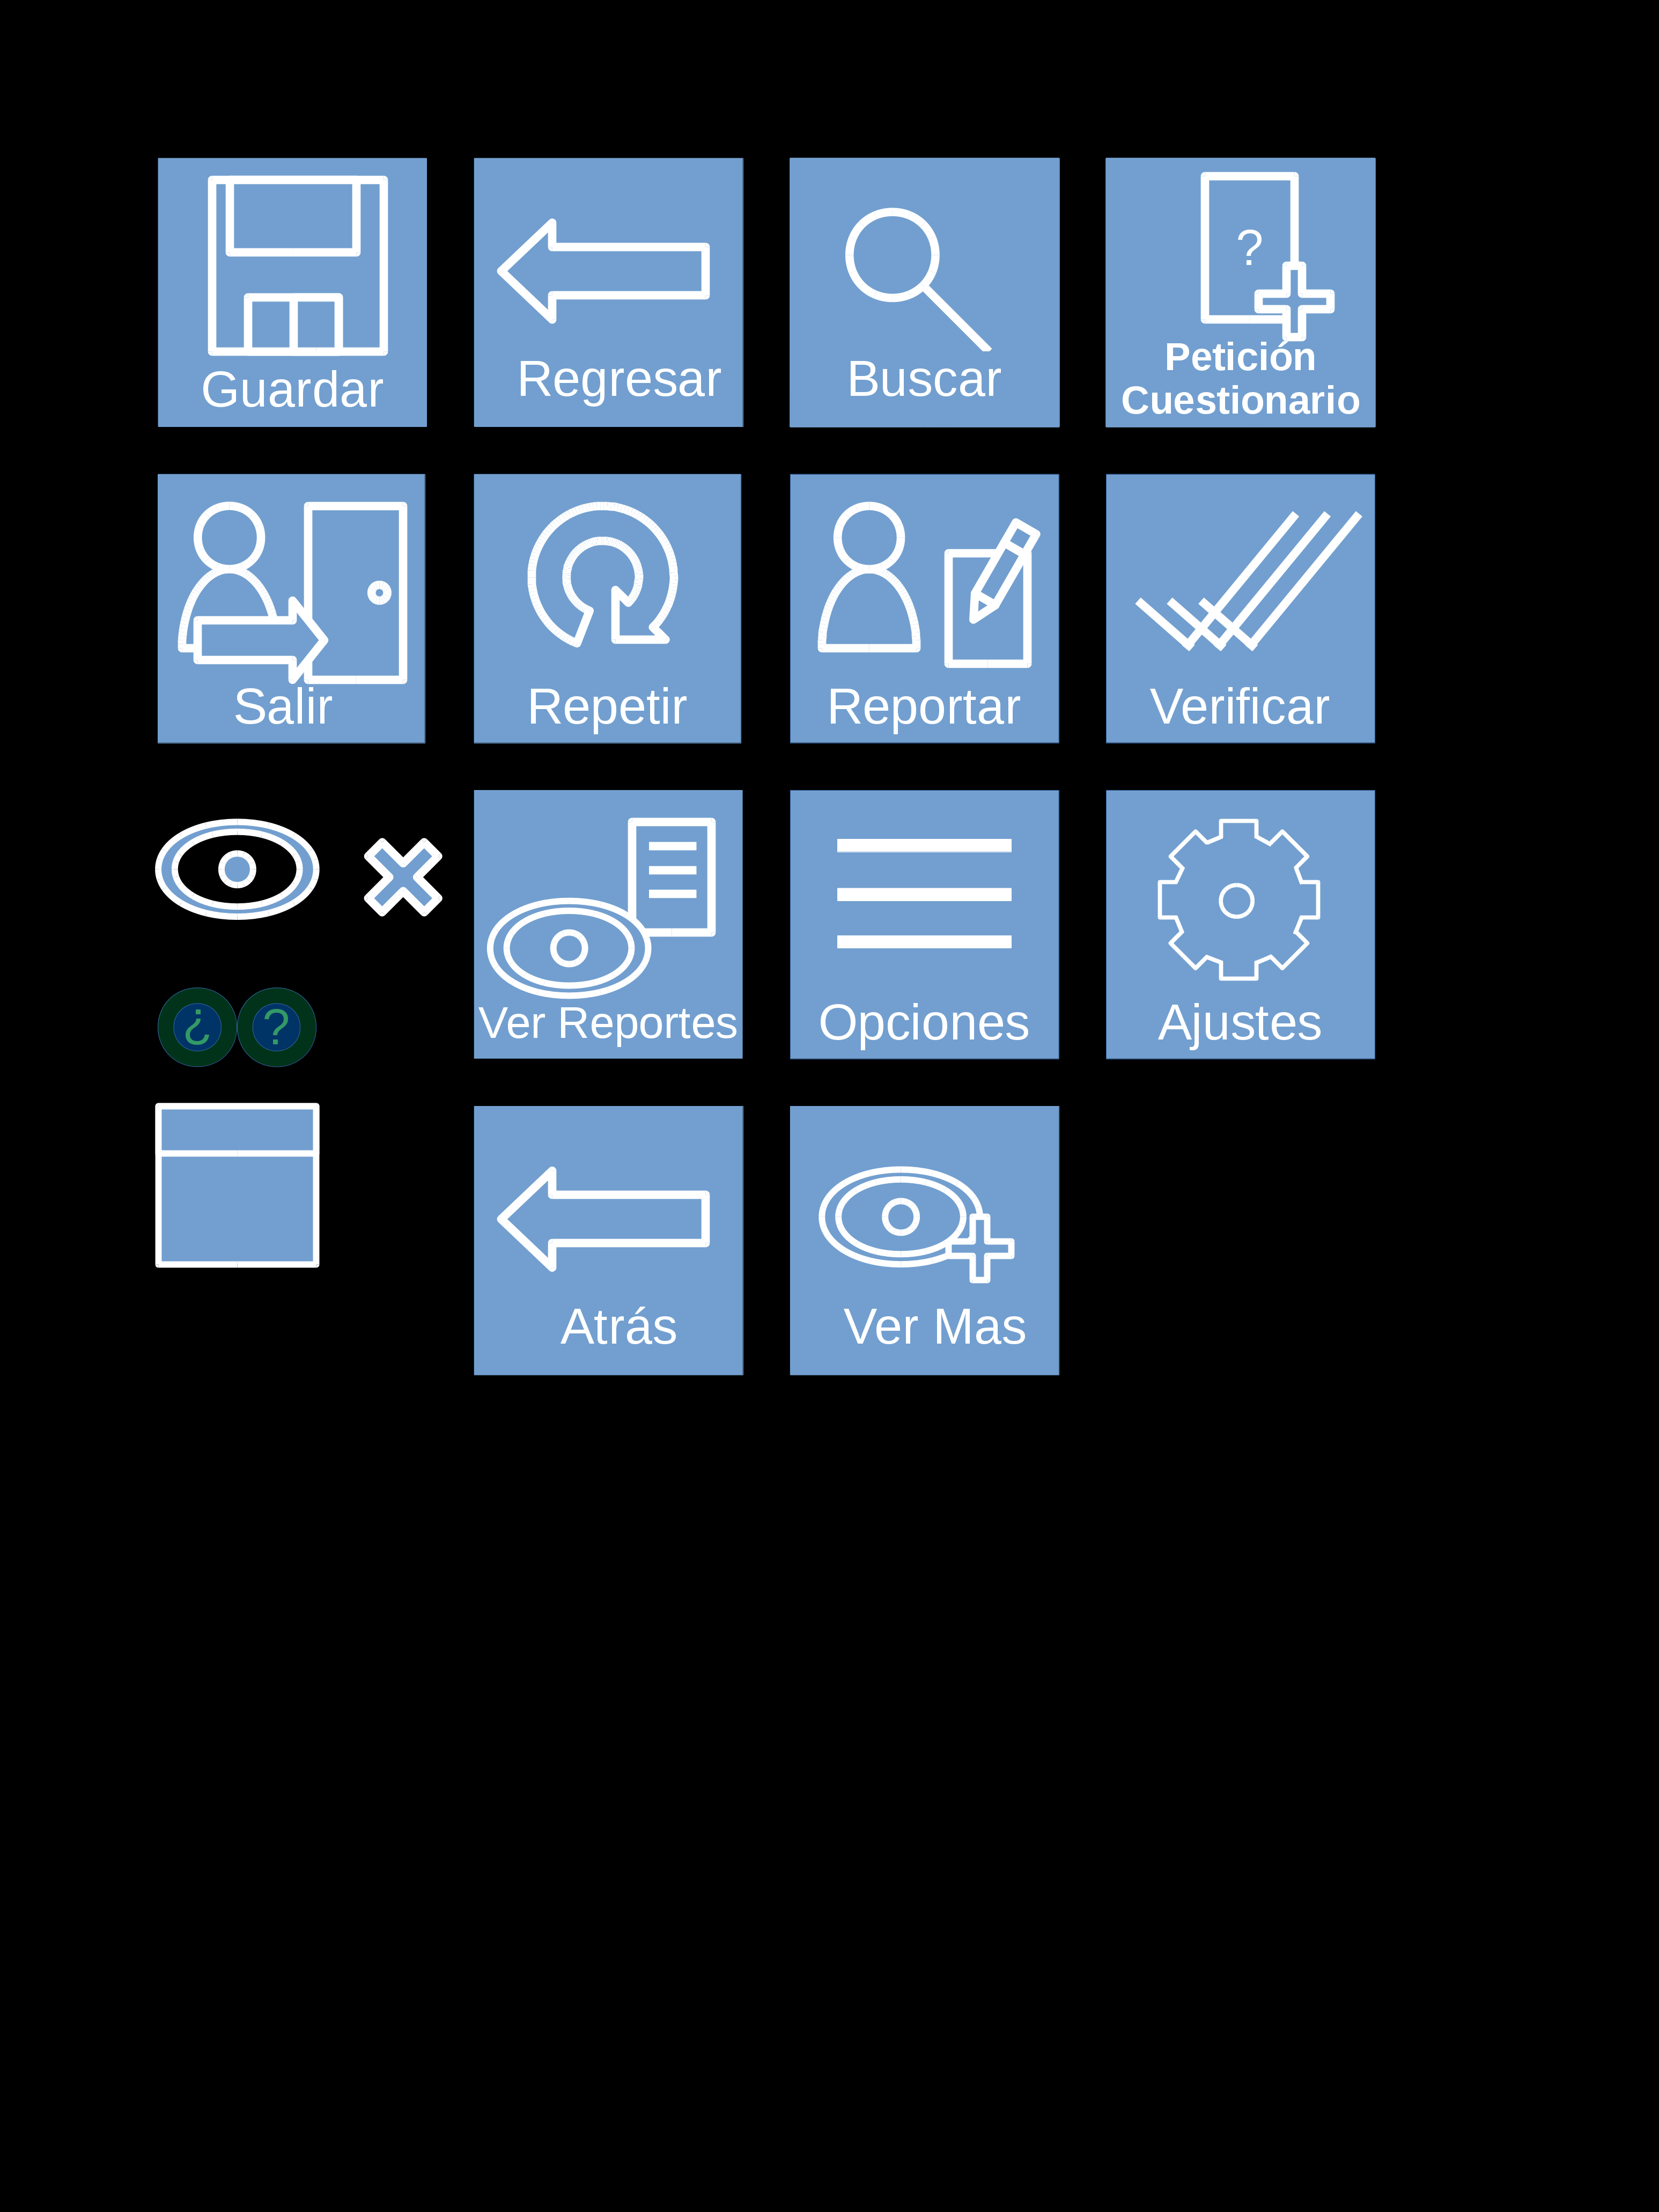 Guardar
Regresar
Buscar
?
Petición
Cuestionario
Salir
Repetir
Reportar
Verificar
Ver Reportes
Opciones
Ajustes
¿ ?
Atrás
Ver Mas